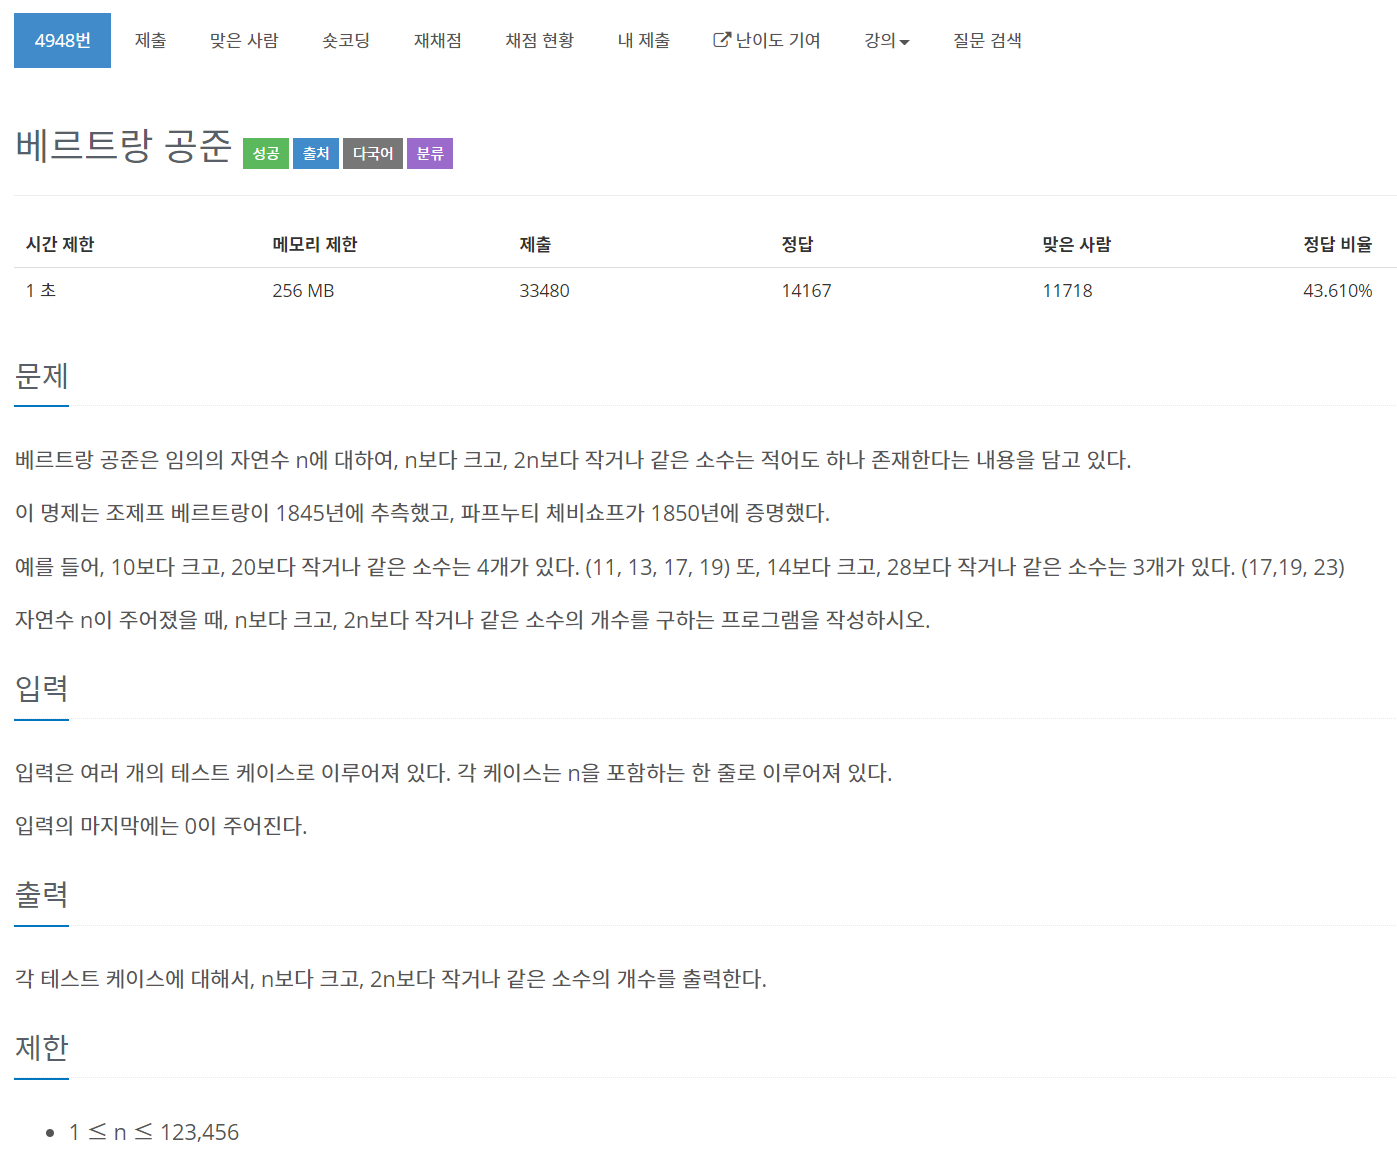 4948번 제출 맞은 사람 숏코딩 재채점 채점 현황 내 제출 난이도 기여 강의 질문 검색
베르트랑 공준 성공 출처 다국어 분류
시간 제한 메모리 제한 제출 정답 맞은 사람 정답 비율
1 초 256 MB 33480 14167 11718 43.610%
문제
베르트랑 공준은 임의의 자연수 n에 대하여, n보다 크고, 2n보다 작거나 같은 소수는 적어도 하나 존재한다는 내용을 담고 있다.
이 명제는 조제프 베르트랑이 1845년에 추측했고, 파프누티 체비쇼프가 1850년에 증명했다.
예를 들어, 10보다 크고, 20보다 작거나 같은 소수는 4개가 있다. (11, 13, 17, 19) 또, 14보다 크고, 28보다 작거나 같은 소수는 3개가 있다. (17,19, 23)
자연수 n이 주어졌을 때, n보다 크고, 2n보다 작거나 같은 소수의 개수를 구하는 프로그램을 작성하시오.
입력
입력은 여러 개의 테스트 케이스로 이루어져 있다. 각 케이스는 n을 포함하는 한 줄로 이루어져 있다.
입력의 마지막에는 0이 주어진다.
출력
각 테스트 케이스에 대해서, n보다 크고, 2n보다 작거나 같은 소수의 개수를 출력한다.
제한
• 1 ≤ n ≤ 123,456